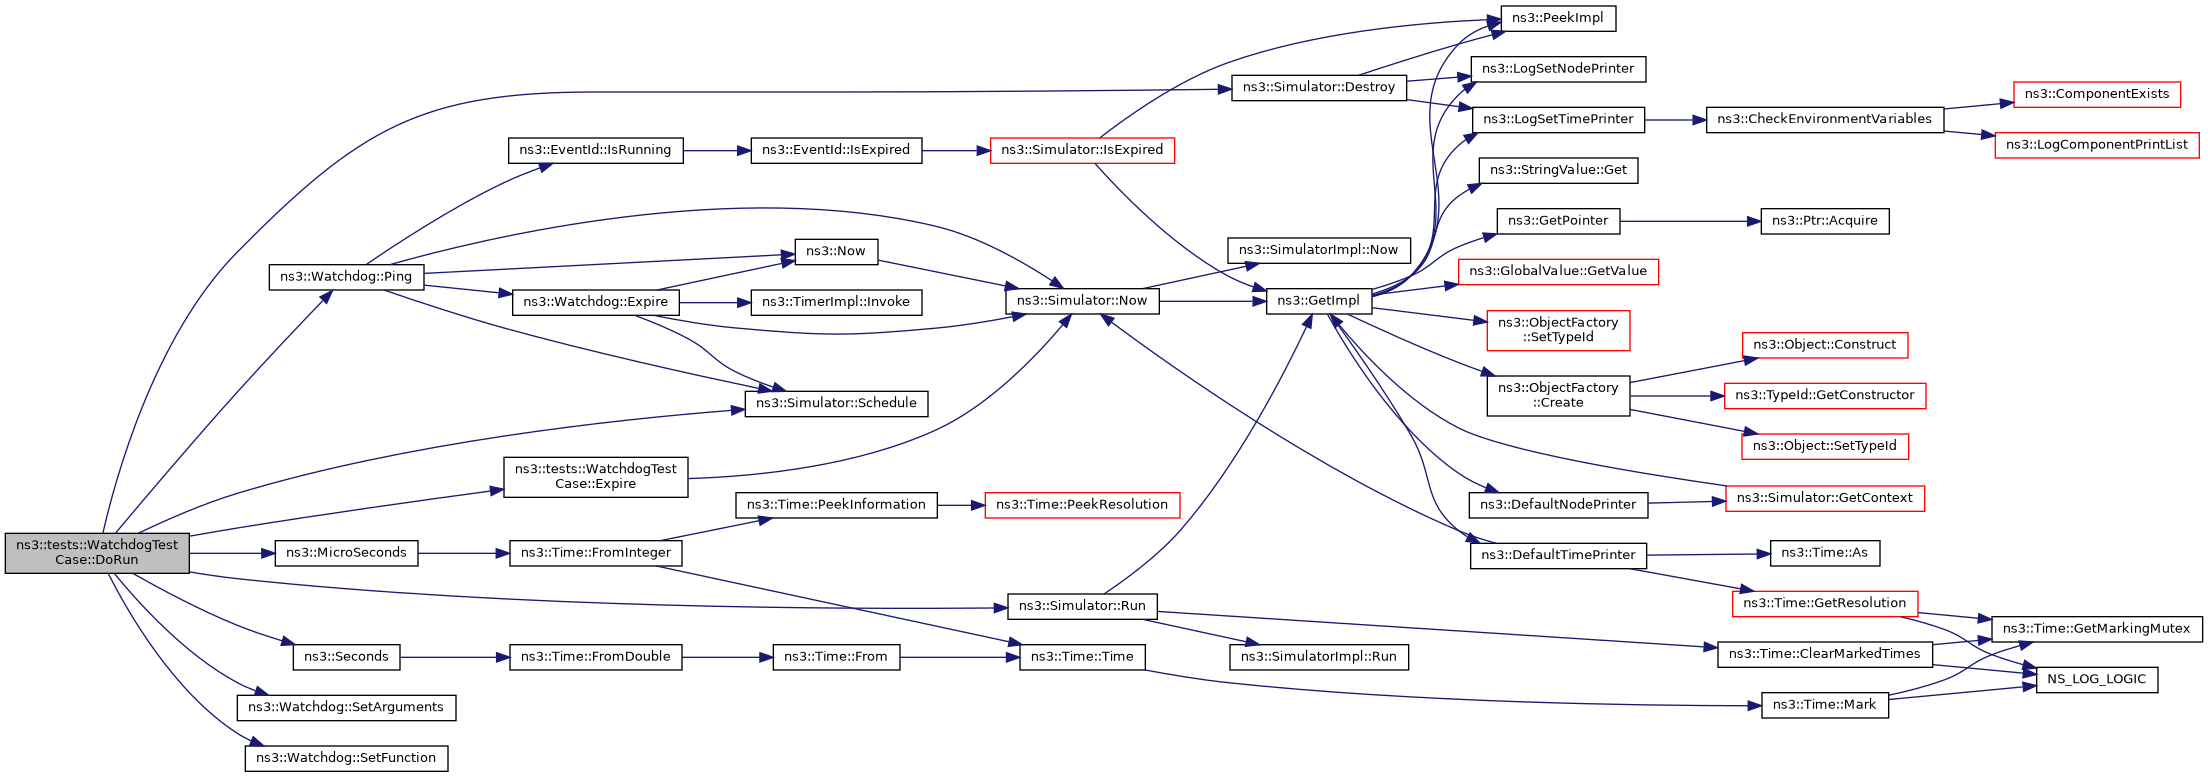 ns3::PeekImpl
ns3::LogSetNodePrinter
ns3::Simulator::Destroy
ns3::ComponentExists
ns3::LogSetTimePrinter
ns3::CheckEnvironmentVariables
ns3::LogComponentPrintList
ns3::EventId::IsRunning
ns3::EventId::IsExpired
ns3::Simulator::IsExpired
ns3::StringValue::Get
ns3::GetPointer
ns3::Ptr::Acquire
ns3::Now
ns3::SimulatorImpl::Now
ns3::GlobalValue::GetValue
ns3::Watchdog::Ping
ns3::Watchdog::Expire
ns3::TimerImpl::Invoke
ns3::Simulator::Now
ns3::GetImpl
ns3::ObjectFactory
::SetTypeId
ns3::Object::Construct
ns3::ObjectFactory
::Create
ns3::TypeId::GetConstructor
ns3::Simulator::Schedule
ns3::Object::SetTypeId
ns3::tests::WatchdogTest
Case::Expire
ns3::Time::PeekInformation
ns3::Time::PeekResolution
ns3::DefaultNodePrinter
ns3::Simulator::GetContext
ns3::tests::WatchdogTest
Case::DoRun
ns3::MicroSeconds
ns3::Time::FromInteger
ns3::DefaultTimePrinter
ns3::Time::As
ns3::Simulator::Run
ns3::Time::GetResolution
ns3::Time::GetMarkingMutex
ns3::Seconds
ns3::Time::FromDouble
ns3::Time::From
ns3::Time::Time
ns3::SimulatorImpl::Run
ns3::Time::ClearMarkedTimes
NS_LOG_LOGIC
ns3::Watchdog::SetArguments
ns3::Time::Mark
ns3::Watchdog::SetFunction